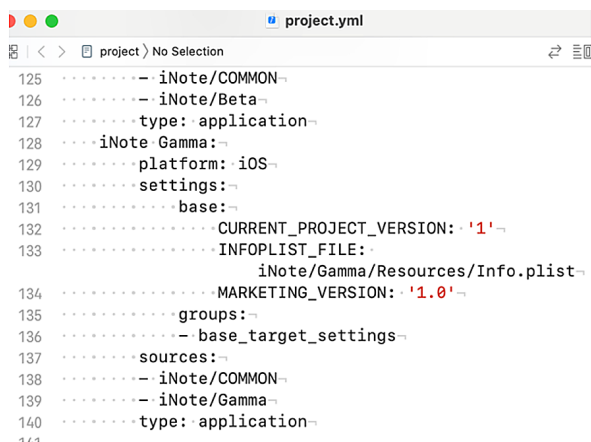 project.yml
project 〉 No Selection
125 - iNote/COMMON
126 - iNote/Beta
127 type: application
128 iNote Gamma:
129 platform: iOS
130 settings:
131 base:
132 CURRENT_PROJECT_VERSION: '1'
133 INFOPLIST_FILE:
iNote/Gamma/Resources/Info.plist
134 MARKETING_VERSION: '1.0'
135 groups:
136 - base_target_settings
137 sources:
138 - iNote/COMMON
139 - iNote/Gamma
140 type: application